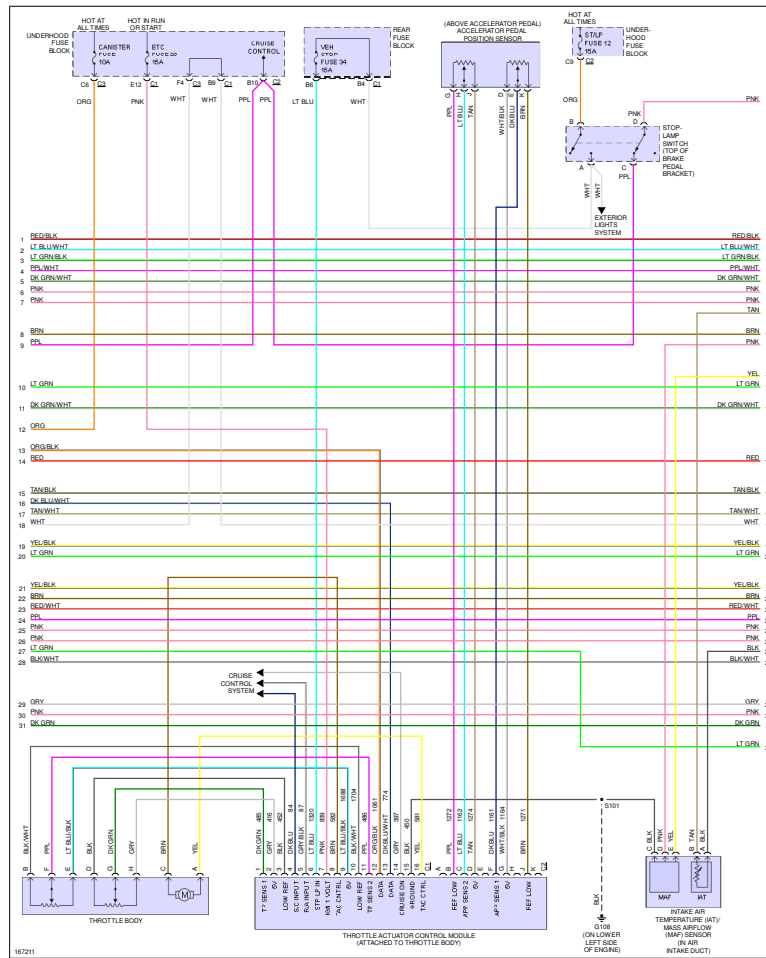 HOT AT
ALL TIMES
HOT IN RUN
OR START
UNDERHOOD
FUSE
BLOCK
CANISTER
FUSE
10A
ETC
15A
CRUISE
CONTROL
C6 C3
E12 C1
F4 C3
B9 C1
B10 C2
ORG
PNK
WHT
WHT
PPL
PPL
REAR
FUSE
BLOCK
VEH
FUSE 34
15A
B6
B4 C1
LT BLU
WHT
(ABOVE ACCELERATOR PEDAL)
ACCELERATOR PEDAL
POSITION SENSOR
G
H
J
D
E
K
PPL
LT BLU
TAN
WHT/BLK
DK BLU
BRN
HOT AT
ALL TIMES
ST/LP
FUSE 12
15A
UNDER-
HOOD
FUSE
BLOCK
C9 C2
ORG
PNK
PNK
B
D
STOP-
LAMP
SWITCH
(TOP OF
BRAKE
PEDAL
BRACKET)
A
C
PPL
WHT
WHT
EXTERIOR
LIGHTS
SYSTEM
1 RED/BLK RED/BLK
2 LT BLU/WHT LT BLU/WHT
3 LT GRN/BLK LT GRN/BLK
4 PPL/WHT PPL/WHT
5 DK GRN/WHT DK GRN/WHT
6 PNK PNK
7 PNK PNK
TAN
8 BRN BRN
9 PPL PNK
YEL
10 LT GRN LT GRN
11 DK GRN/WHT DK GRN/WHT
12 ORG
13 ORG/BLK
14 RED RED
15 TAN/BLK TAN/BLK
16 DK BLU/WHT
17 TAN/WHT TAN/WHT
18 WHT WHT
19 YEL/BLK YEL/BLK
20 LT GRN LT GRN
21 YEL/BLK YEL/BLK
22 BRN BRN
23 RED/WHT RED/WHT
24 PPL PPL
25 PNK PNK
26 PNK PNK
27 LT GRN BLK
28 BLK/WHT BLK/WHT
CRUISE
CONTROL
SYSTEM
29 GRY GRY
30 PNK PNK
31 DK GRN DK GRN
LT GRN
BLK/WHT
PPL
LT BLU/BLK
BLK
DK GRN
GRY
BRN
YEL
B
F
E
D
G
H
C
A
M
THROTTLE BODY
DK GRN 485
GRY 416
BLK 452
DK BLU 84
GRY/BLK 87
LT BLU 1320
PNK 839
BRN 582
LT BLU/BLK 1688
BLK/WHT 1704
PPL 486
ORG/BLK 1061
DK BLU/WHT 774
GRY 397
BLK 450
YEL 581
1
2
3
4
5
6
7
8
9
10
11
12
13
14
15
16
C1
5V
LOW REF
S/C INPUT
R/A INPUT
STP LP IN
IGN 1 VOLT
TAC CNTRL
5V
LOW REF
TP SENS 2
DATA
DATA
CRUISE ON
GROUND
TAC CTRL
PPL 1272
LT BLU 1162
TAN 1274
DK BLU 1161
WHT/BLK 1164
BRN 1271
A
B
C
D
E
F
G
H
J
K
C2
REF LOW
APP SENS 2
5V
5V
REF LOW
THROTTLE ACTUATOR CONTROL MODULE
(ATTACHED TO THROTTLE BODY)
S101
BLK
G108
(ON LOWER
LEFT SIDE
OF ENGINE)
C BLK
D PNK
E YEL
B TAN
A BLK
MAF
IAT
INTAKE AIR
TEMPERATURE (IAT)/
MASS AIRFLOW
(MAF) SENSOR
(IN AIR
INTAKE DUCT)
167211